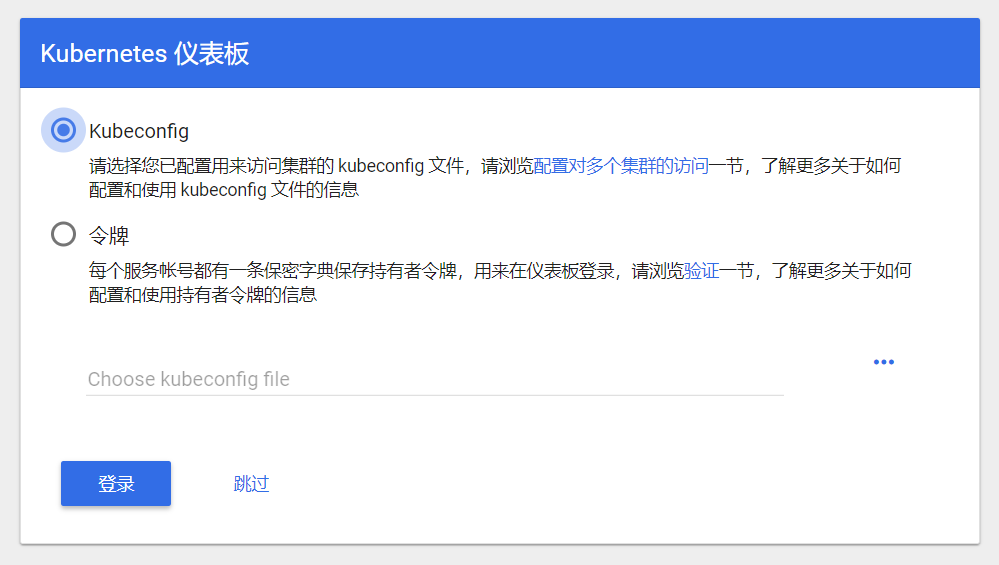 Kubernetes 仪表板
Kubeconfig
请选择您已配置用来访问集群的 kubeconfig 文件，请浏览配置对多个集群的访问一节，了解更多关于如何
配置和使用 kubeconfig 文件的信息
令牌
每个服务帐号都有一条保密字典保存持有者令牌，用来在仪表板登录，请浏览验证一节，了解更多关于如何
配置和使用持有者令牌的信息
Choose kubeconfig file
登录 跳过